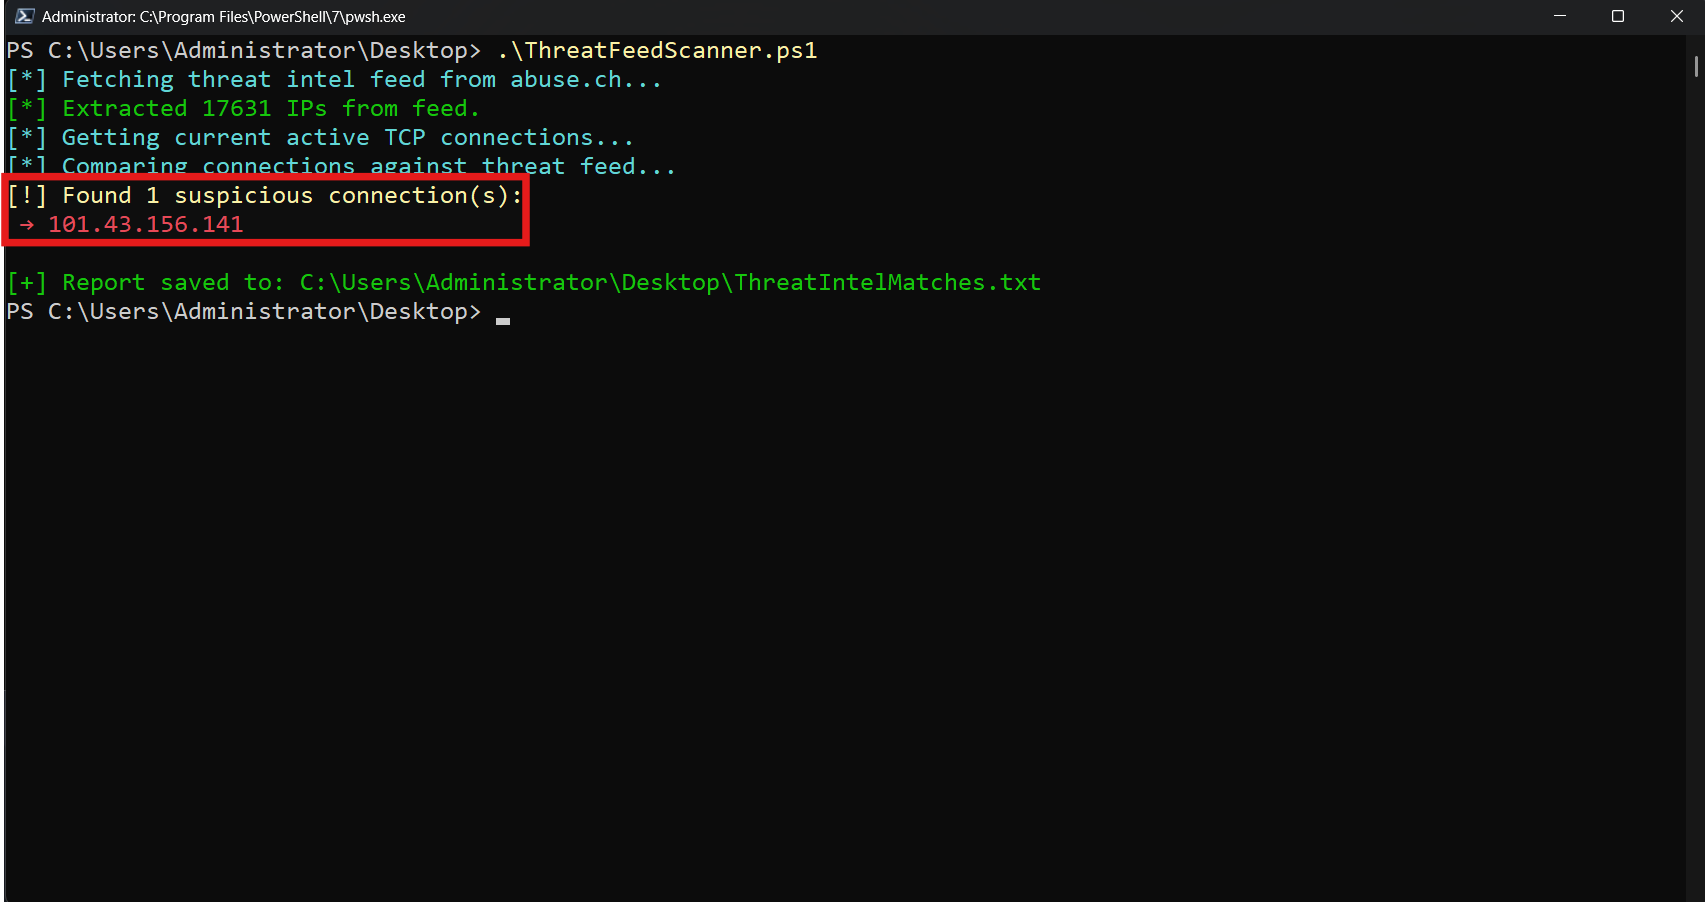 Administrator: C:\Program Files\PowerShell\7\pwsh.exe
PS C:\Users\Administrator\Desktop> .\ThreatFeedScanner.ps1
[*] Fetching threat intel feed from abuse.ch...
[*] Extracted 17631 IPs from feed.
[*] Getting current active TCP connections...
[*] Comparing connections against threat feed...
[!] Found 1 suspicious connection(s):
→ 101.43.156.141
[+] Report saved to: C:\Users\Administrator\Desktop\ThreatIntelMatches.txt
PS C:\Users\Administrator\Desktop>